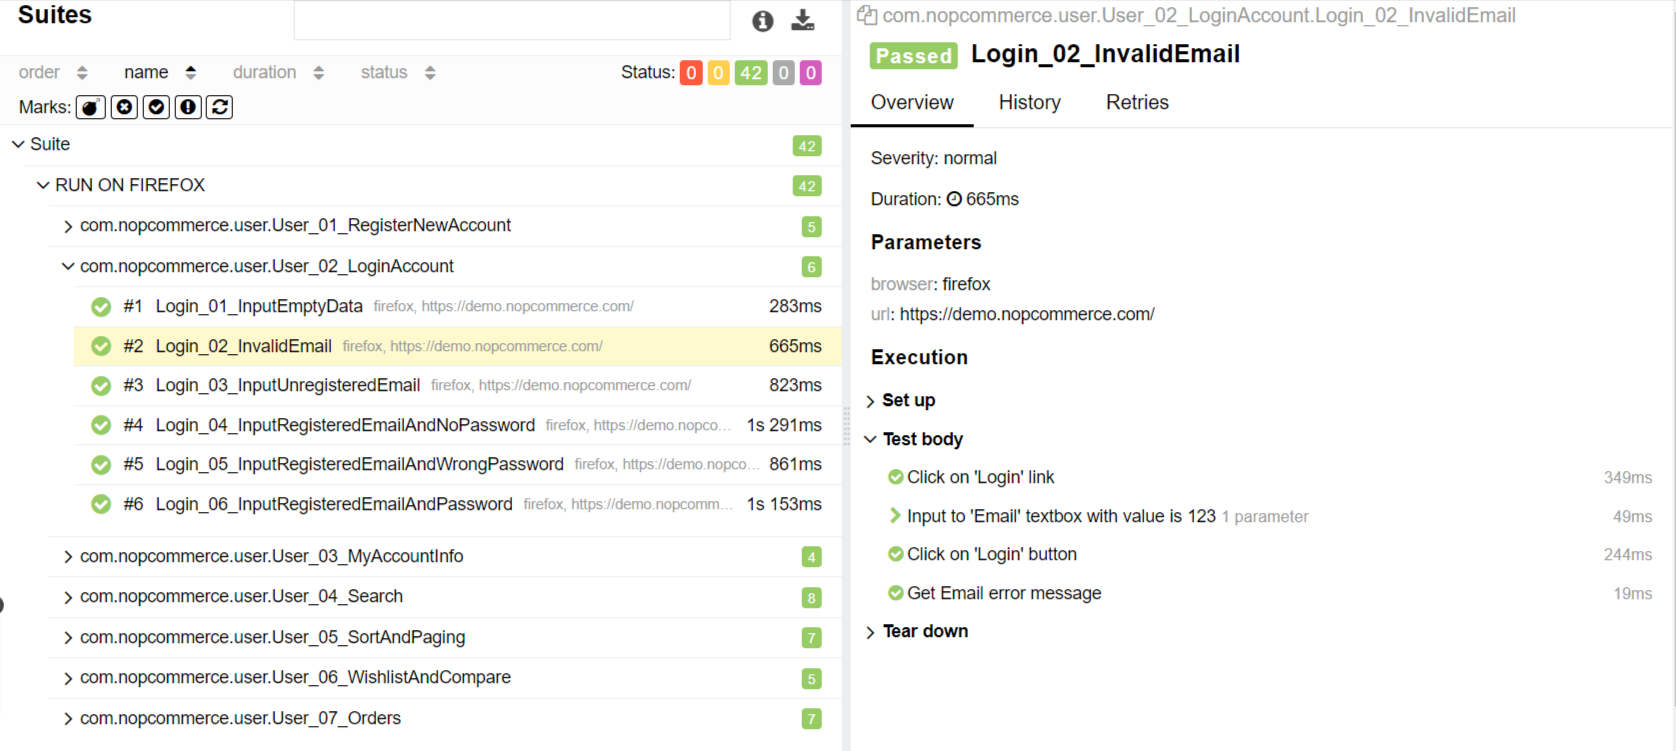 Suites
order name duration status Status: 0 0 42 0 0
Marks:
Suite 42
RUN ON FIREFOX 42
com.nopcommerce.user.User_01_RegisterNewAccount 5
com.nopcommerce.user.User_02_LoginAccount 6
#1 Login_01_InputEmptyData firefox, https://demo.nopcommerce.com/ 283ms
#2 Login_02_InvalidEmail firefox, https://demo.nopcommerce.com/ 665ms
#3 Login_03_InputUnregisteredEmail firefox, https://demo.nopcommerce.com/ 823ms
#4 Login_04_InputRegisteredEmailAndNoPassword firefox, https://demo.nopco... 1s 291ms
#5 Login_05_InputRegisteredEmailAndWrongPassword firefox, https://demo.nopco... 861ms
#6 Login_06_InputRegisteredEmailAndPassword firefox, https://demo.nopcomm... 1s 153ms
com.nopcommerce.user.User_03_MyAccountInfo 4
com.nopcommerce.user.User_04_Search 8
com.nopcommerce.user.User_05_SortAndPaging 7
com.nopcommerce.user.User_06_WishlistAndCompare 5
com.nopcommerce.user.User_07_Orders 7
com.nopcommerce.user.User_02_LoginAccount.Login_02_InvalidEmail
Passed Login_02_InvalidEmail
Overview History Retries
Severity: normal
Duration: 665ms
Parameters
browser: firefox
url: https://demo.nopcommerce.com/
Execution
Set up
Test body
Click on 'Login' link 349ms
Input to 'Email' textbox with value is 123 1 parameter 49ms
Click on 'Login' button 244ms
Get Email error message 19ms
Tear down